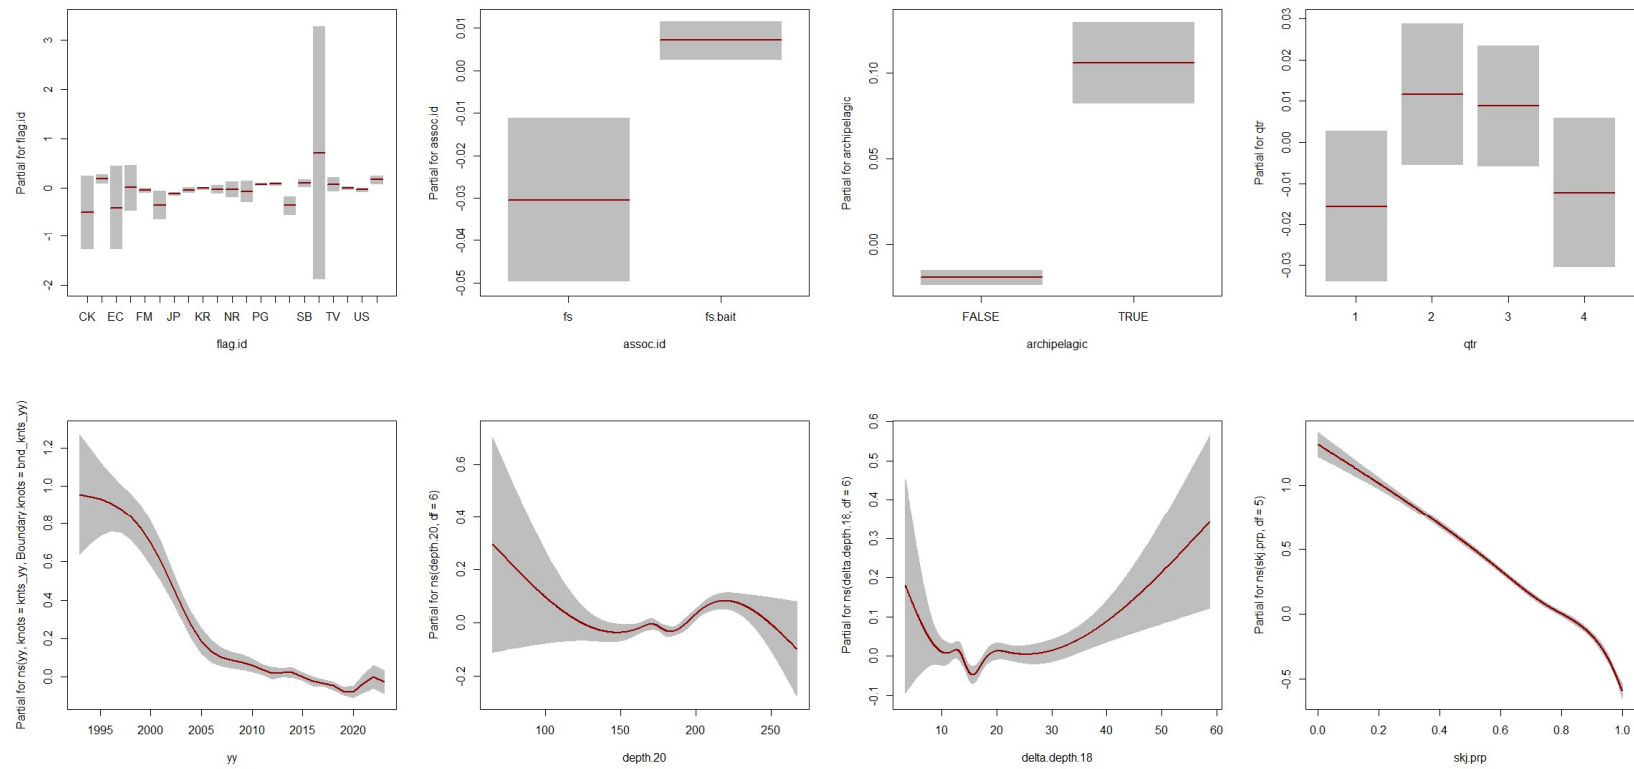 Partial for flag.id
3
1
0
-1
-2
CK EC FM JP KR NR PG SB TV US
flag.id
Partial for assoc.id
0.01
0.00
-0.01
-0.02
-0.03
-0.04
-0.05
fs fs.bait
assoc.id
Partial for archipelagic
0.10
0.05
0.00
FALSE TRUE
archipelagic
Partial for qtr
0.03
0.02
0.01
0.00
-0.01
-0.02
-0.03
1 2 3 4
qtr
Partial for ns(yy, knots = knts_yy, Boundary.knots = bnd_knts_yy)
1.2
1.0
0.8
0.6
0.4
0.2
0.0
1995 2000 2005 2010 2015 2020
yy
Partial for ns(depth.20, df = 6)
0.6
0.4
0.2
0.0
-0.2
100 150 200 250
depth.20
Partial for ns(delta.depth.18, df = 6)
0.6
0.5
0.4
0.3
0.2
0.1
0.0
-0.1
10 20 30 40 50 60
delta.depth.18
Partial for ns(skj.prp, df = 5)
1.0
0.5
0.0
-0.5
0.0 0.2 0.4 0.6 0.8 1.0
skj.prp